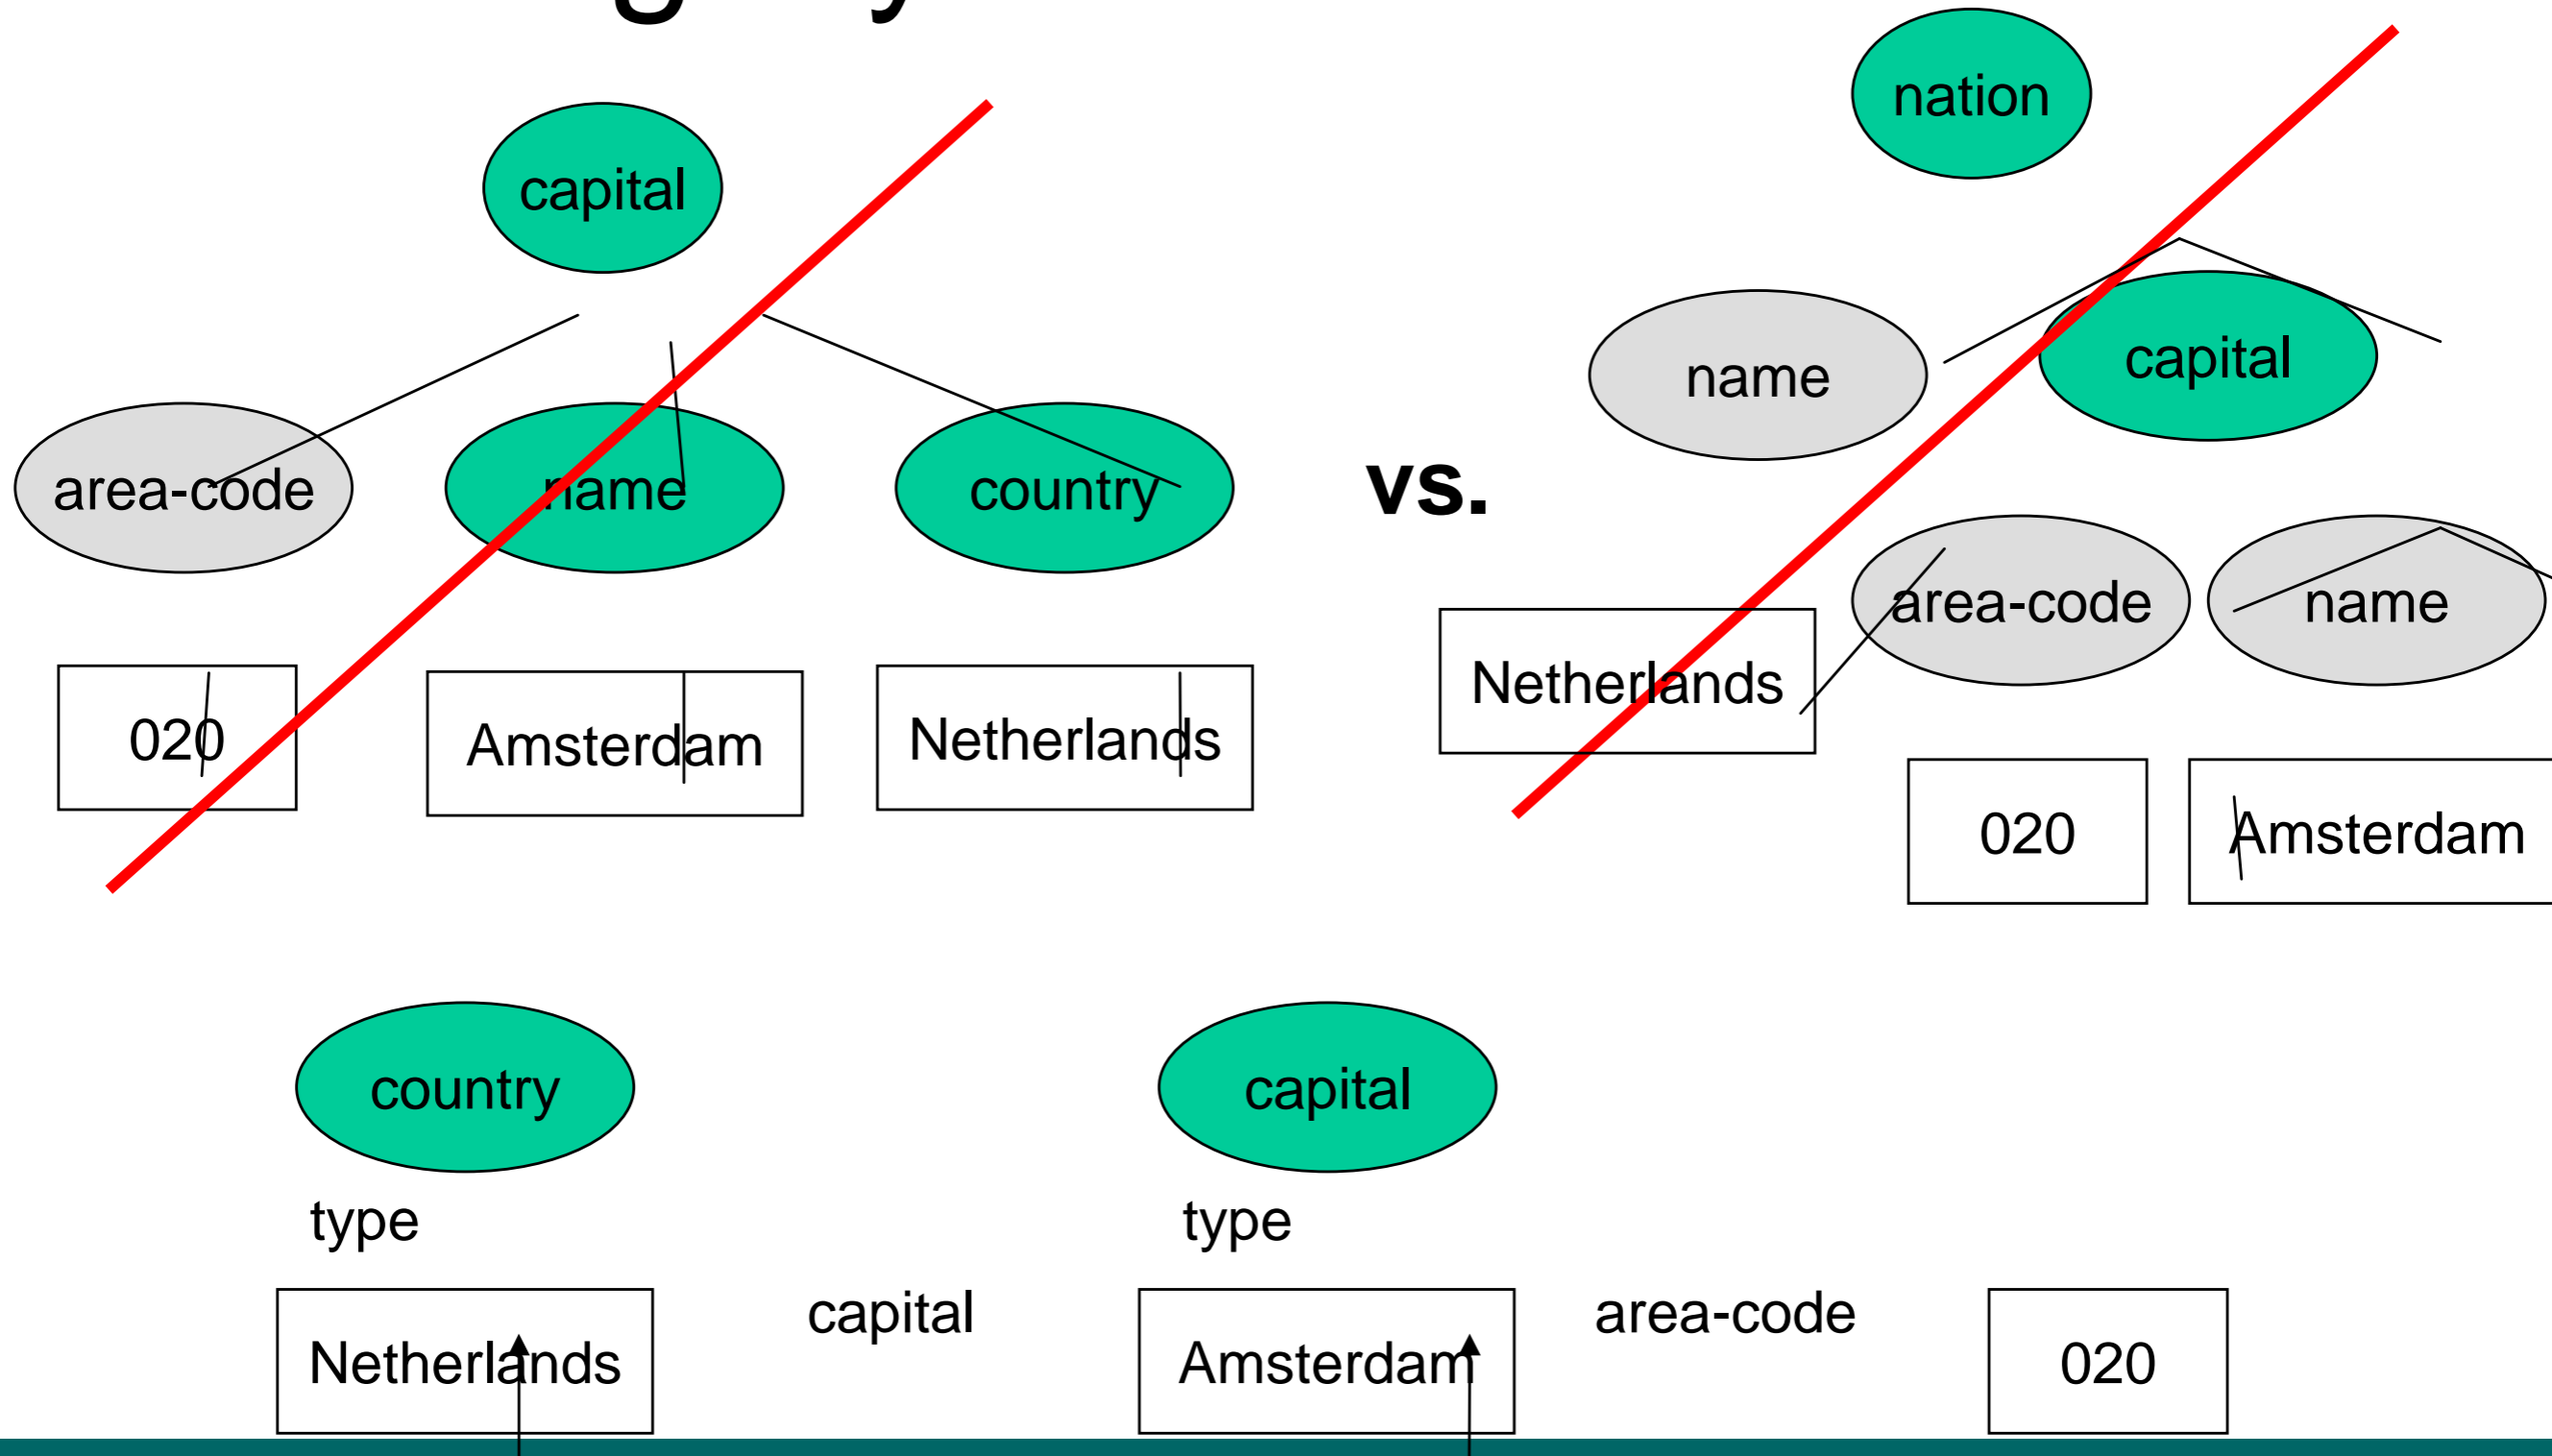 nation
capital
name
capital
area-code
name
country
vs.
area-code
name
Netherlands
020
Amsterdam
Netherlands
020
Amsterdam
country
capital
type
type
capital
area-code
Netherlands
Amsterdam
020